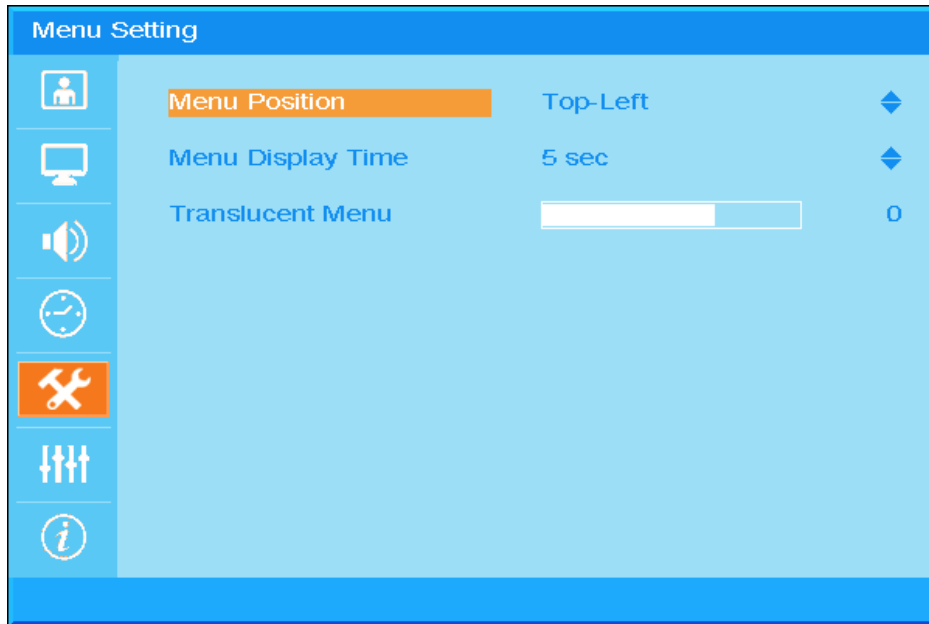 Menu Setting
Menu Position Top-Left
Menu Display Time 5 sec
Translucent Menu 0